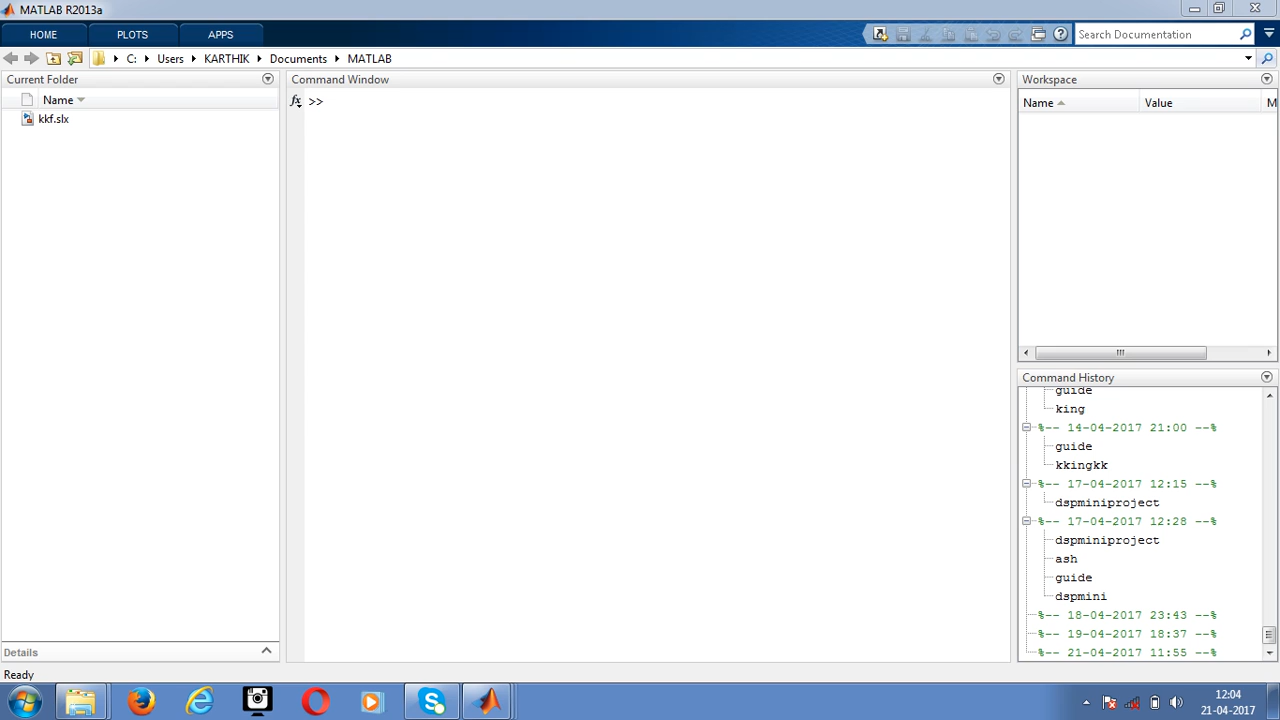 MATLAB R2013a
HOME PLOTS APPS
Search Documentation
C: Users KARTHIK Documents MATLAB
Current Folder
Name
kkf.slx
Details
Command Window
fx >>
Workspace
Name Value M
Command History
guide
king
%-- 14-04-2017 21:00 --%
guide
kkingkk
%-- 17-04-2017 12:15 --%
dspminiproject
%-- 17-04-2017 12:28 --%
dspminiproject
ash
guide
dspmini
%-- 18-04-2017 23:43 --%
%-- 19-04-2017 18:37 --%
%-- 21-04-2017 11:55 --%
Ready
12:04
21-04-2017